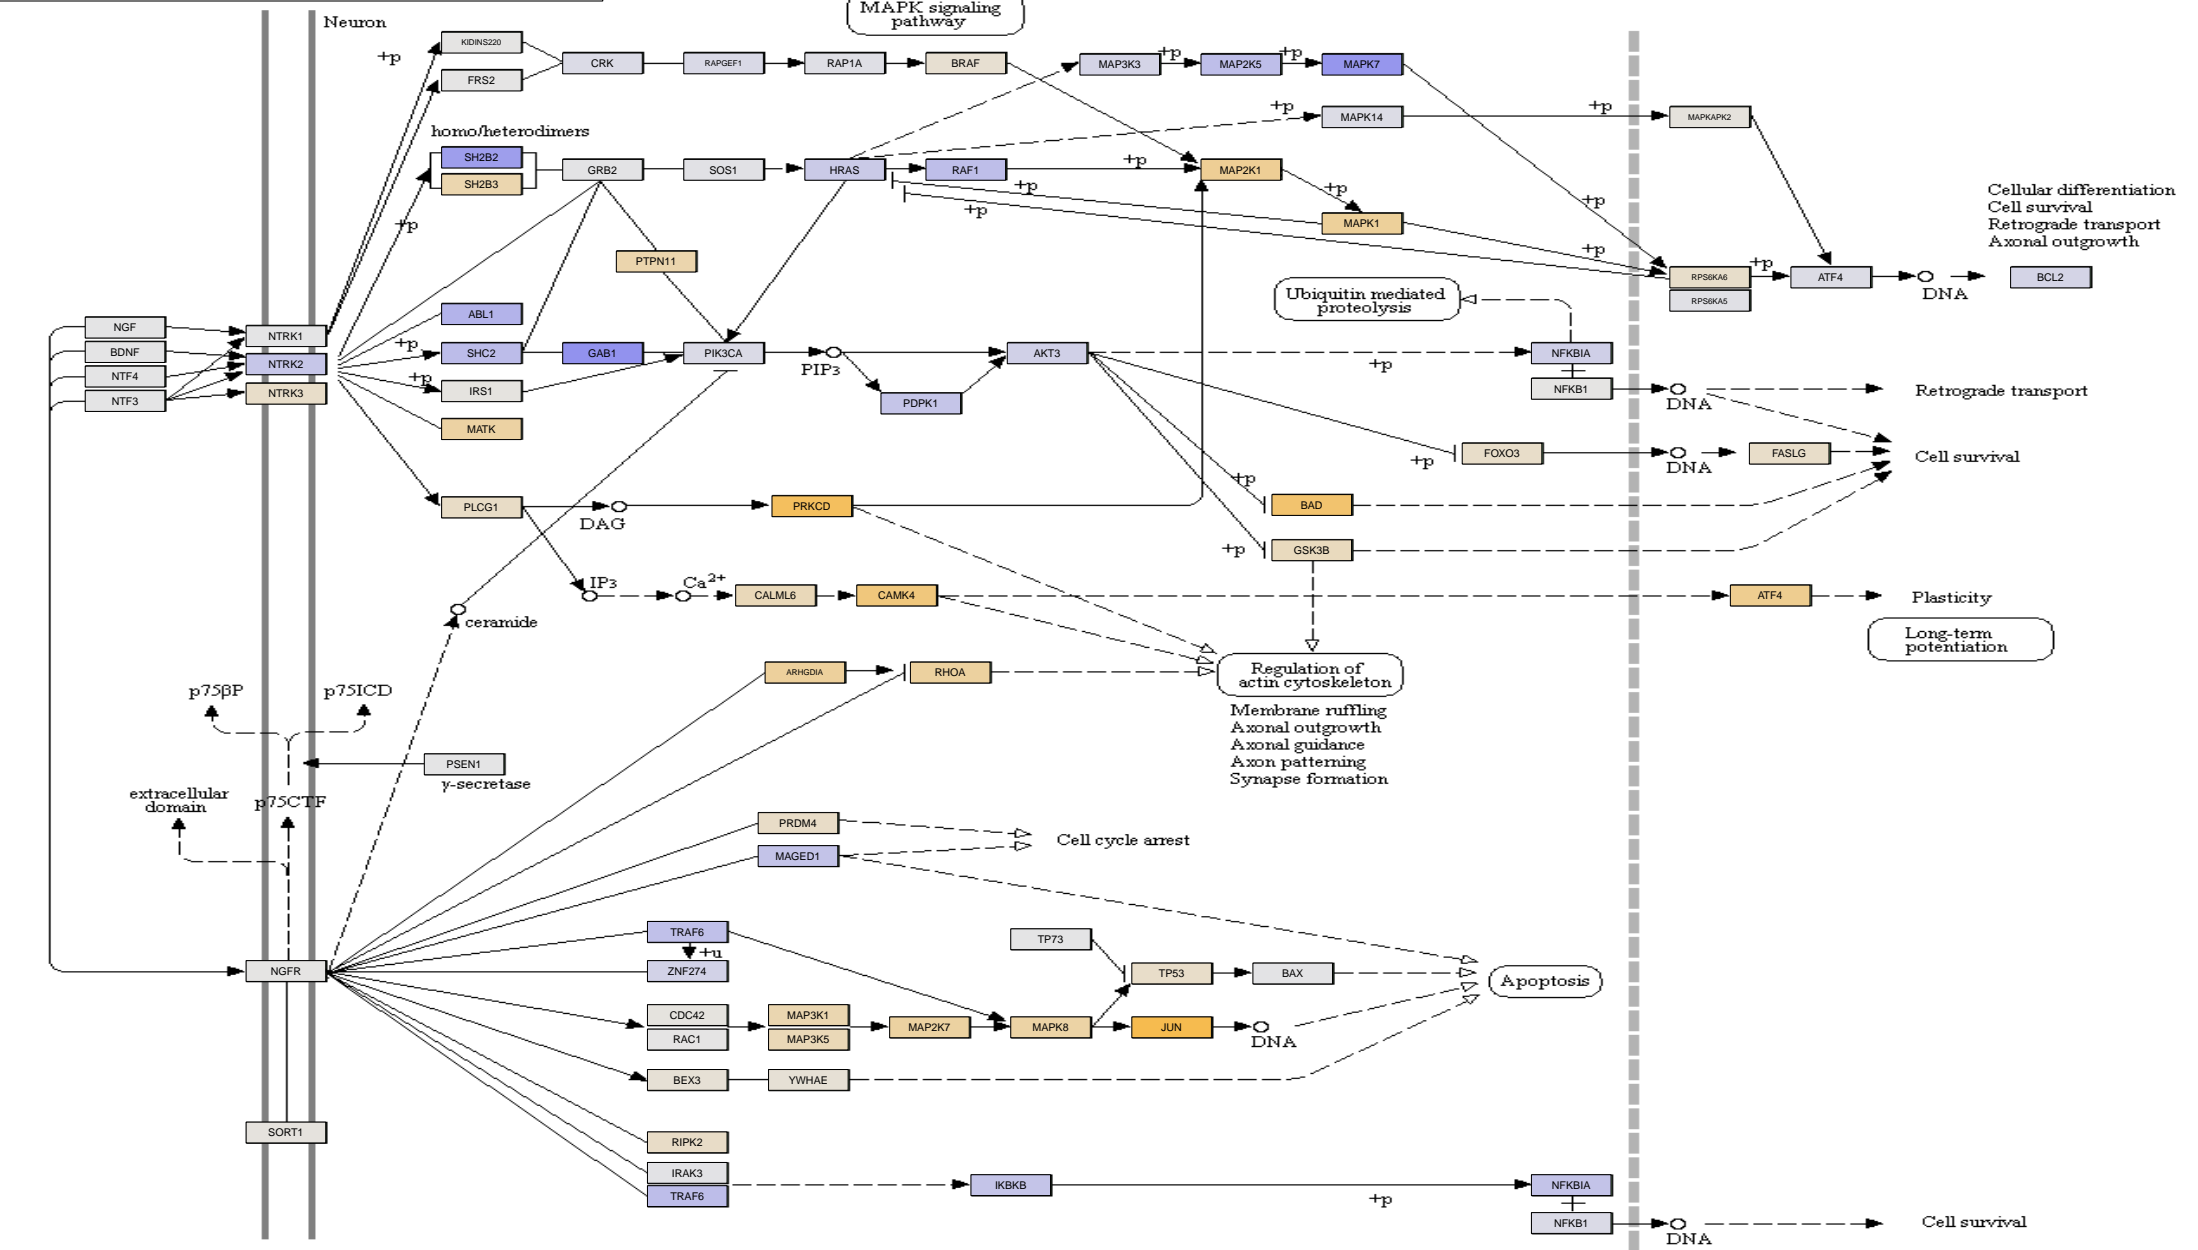 MAPK signaling
pathway
Neuron
+p
KIDINS220
FRS2
CRK
RAPGEF1
RAP1A
BRAF
MAP3K3
+p
MAP2K5
+p
MAPK7
homo/heterodimers
+p
MAPK14
+p
MAPKAPK2
SH2B2
SH2B3
GRB2
SOS1
HRAS
RAF1
+p
MAP2K1
+p
+p
+p
MAPK1
+p
+p
+p
Cellular differentiation
Cell survival
Retrograde transport
Axonal outgrowth
PTPN11
RPS6KA6
RPS6KA5
+p
ATF4
DNA
BCL2
Ubiquitin mediated
proteolysis
NGF
BDNF
NTF4
NTF3
NTRK1
NTRK2
NTRK3
ABL1
+p
SHC2
GAB1
PIK3CA
PIP3
AKT3
+p
NFKBIA
+p
IRS1
PDPK1
NFKB1
DNA
Retrograde transport
MATK
+p
FOXO3
DNA
FASLG
Cell survival
PLCG1
DAG
PRKCD
+p
BAD
+p
GSK3B
IP3
Ca2+
CALML6
CAMK4
ATF4
Plasticity
ceramide
Long-term
potentiation
ARHGDIA
RHOA
Regulation of
actin cytoskeleton
Membrane ruffling
Axonal outgrowth
Axonal guidance
Axon patterning
Synapse formation
p75βP
p75ICD
PSEN1
γ-secretase
extracellular
domain
p75CTF
PRDM4
MAGED1
Cell cycle arrest
TRAF6
+u
ZNF274
TP73
TP53
BAX
Apoptosis
NGFR
CDC42
RAC1
MAP3K1
MAP3K5
MAP2K7
MAPK8
JUN
DNA
BEX3
YWHAE
SORT1
RIPK2
IRAK3
TRAF6
IKBKB
+p
NFKBIA
NFKB1
DNA
Cell survival